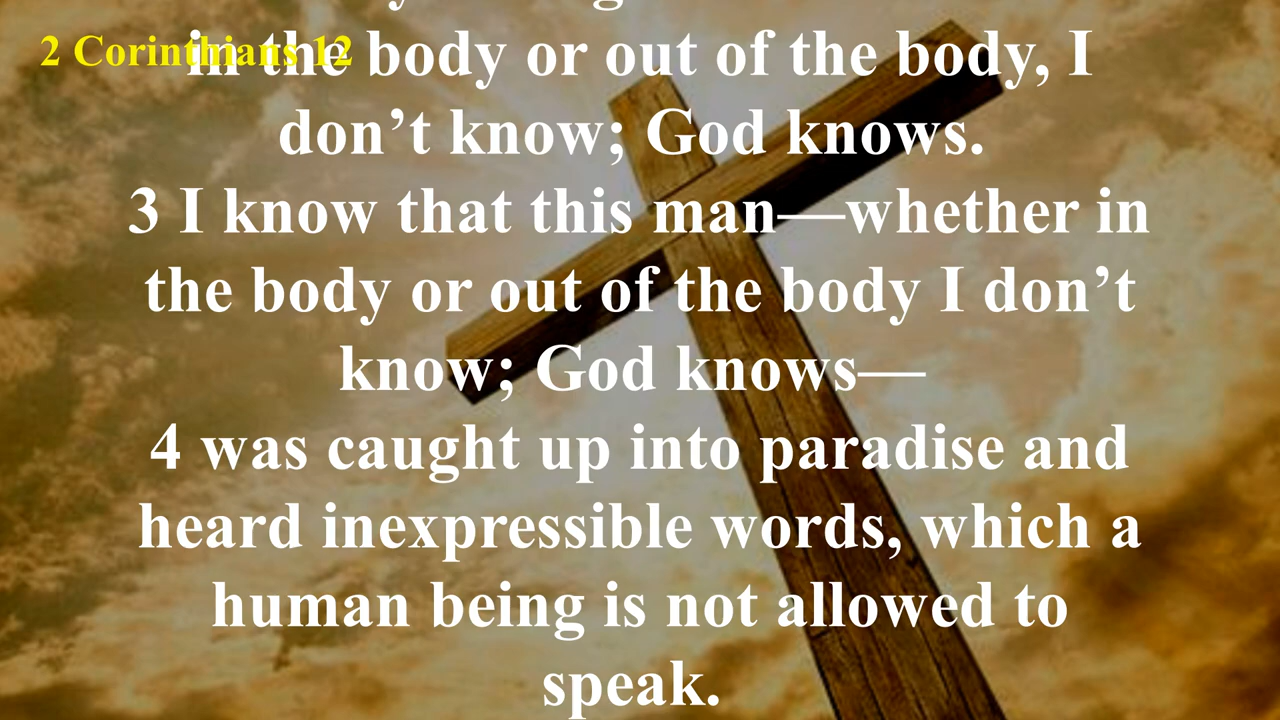 2 Corinthians 12
in the body or out of the body, I
don’t know; God knows.
3 I know that this man—whether in
the body or out of the body I don’t
know; God knows—
4 was caught up into paradise and
heard inexpressible words, which a
human being is not allowed to
speak.